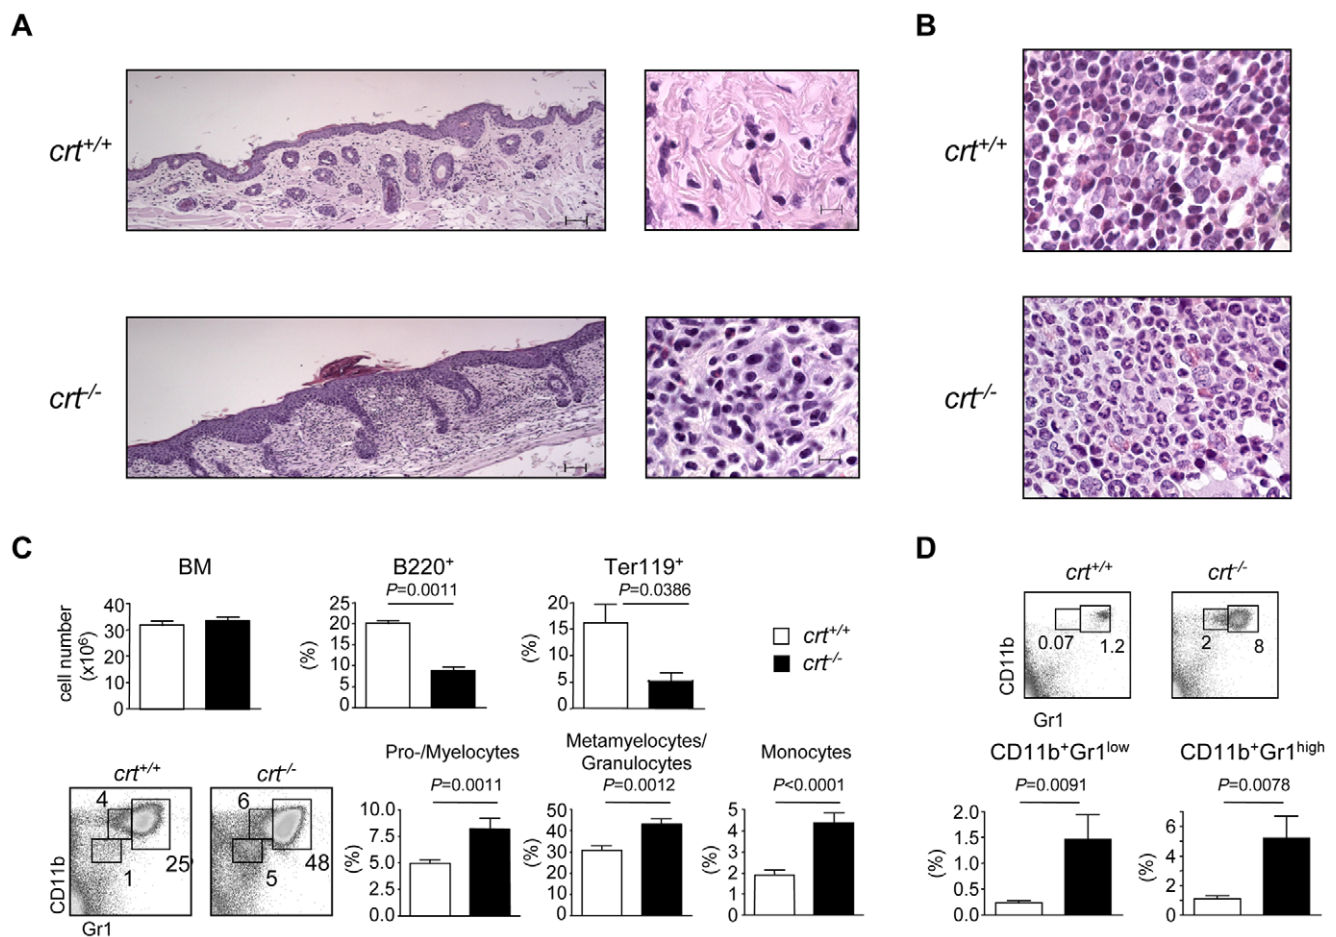 A
B
crt+/+
crt+/+
crt-/-
crt-/-
C
D
BM
B220+
Ter119+
P=0.0011
P=0.0386
cell number
(x10⁶)
40
30
20
10
0
(%)
25
20
15
10
5
0
(%)
20
15
10
5
0
crt+/+
crt-/-
crt+/+
crt-/-
CD11b
0.07
1.2
2
8
Gr1
crt+/+
crt-/-
CD11b
4
1
25
6
5
48
Gr1
Pro-/Myelocytes
P=0.0011
(%)
10.0
7.5
5.0
2.5
0.0
Metamyelocytes/
Granulocytes
P=0.0012
(%)
50
40
30
20
10
0
Monocytes
P<0.0001
(%)
5
4
3
2
1
0
CD11b+Gr1low
P=0.0091
(%)
2.0
1.5
1.0
0.5
0.0
CD11b+Gr1high
P=0.0078
(%)
6
4
2
0